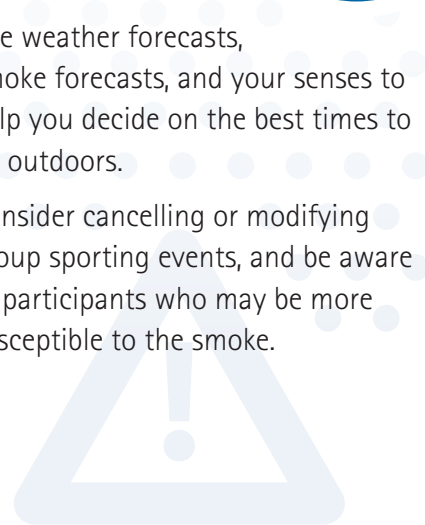 e weather forecasts,
noke forecasts, and your senses to
lp you decide on the best times to
outdoors.
nsider cancelling or modifying
oup sporting events, and be aware
participants who may be more
sceptible to the smoke.